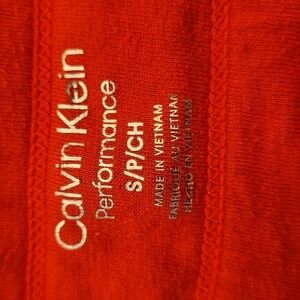 Calvin Klein
Performance
S/P/CH
MADE IN VIETNAM
FABRIQUÉ AU VIETNAM
HECHO EN VIETNAM